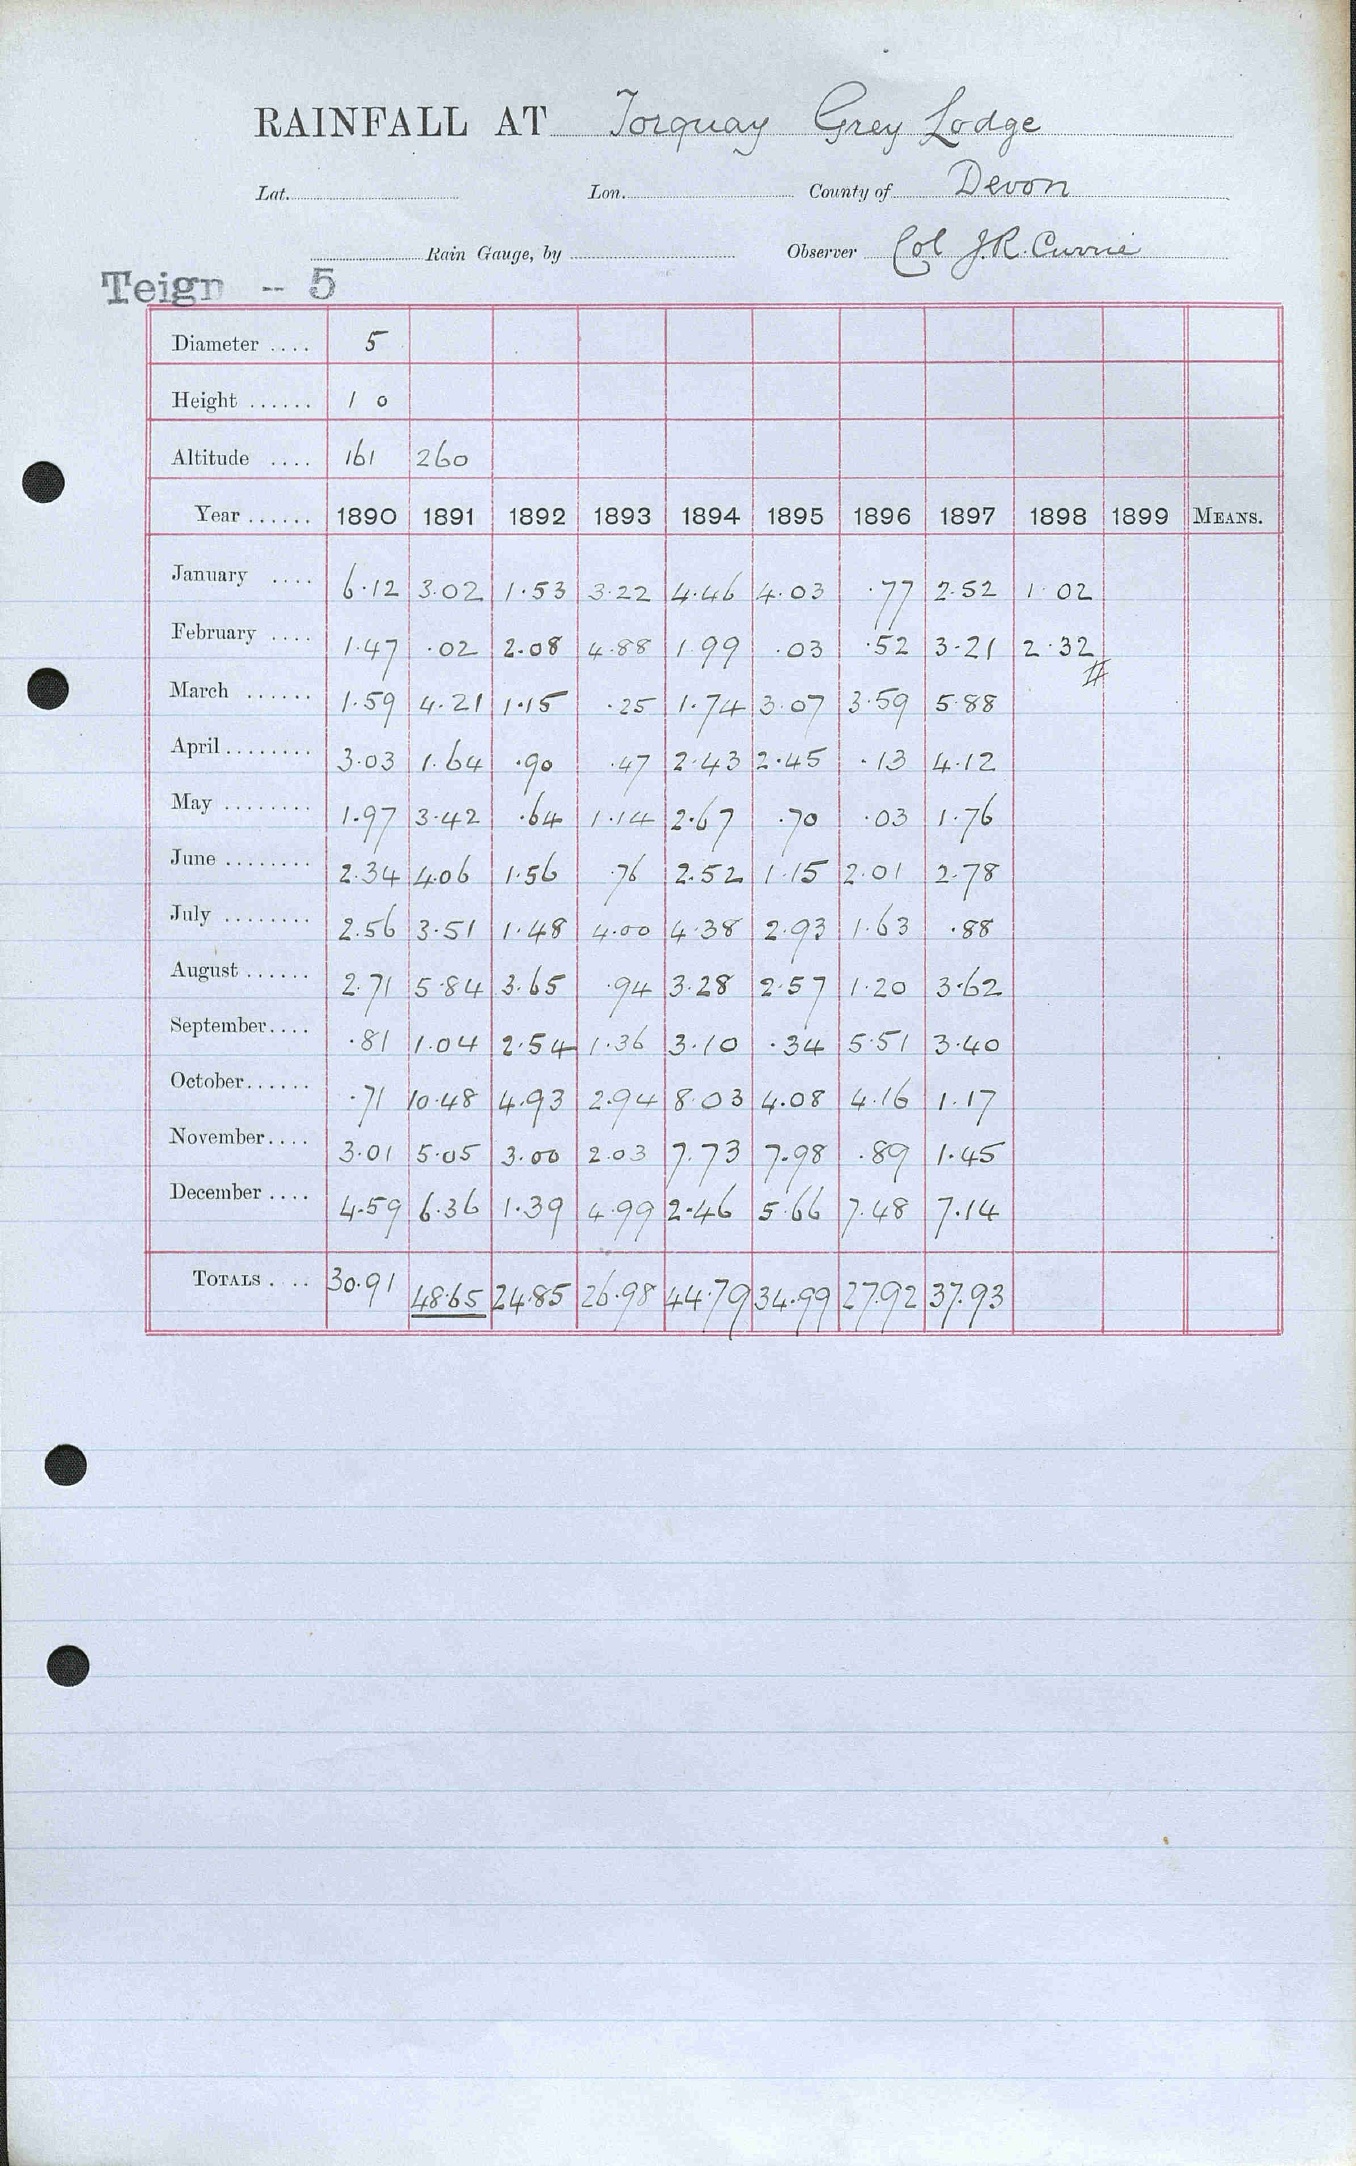 RAINFALL AT Torquay Grey Lodge
Lat. Lon. County of Devon
Rain Gauge, by Observer Col J.R. Currie
Teign -- 5
Diameter .... 5
Height ...... 1 0
Altitude .... 161 260
Year ...... 1890 1891 1892 1893 1894 1895 1896 1897 1898 1899 MEANS.
January .... 6.12 3.02 1.53 3.22 4.46 4.03 .77 2.52 1.02
February .... 1.47 .02 2.08 4.88 1.99 .03 .52 3.21 2.32
#
March ...... 1.59 4.21 1.15 .25 1.74 3.07 3.59 5.88
April ........ 3.03 1.64 .90 .47 2.43 2.45 .13 4.12
May ........ 1.97 3.42 .64 1.14 2.67 .70 .03 1.76
June ........ 2.34 4.06 1.56 .76 2.52 1.15 2.01 2.78
July ........ 2.56 3.51 1.48 4.00 4.38 2.93 1.63 .88
August ...... 2.71 5.84 3.65 .94 3.28 2.57 1.20 3.62
September .... .81 1.04 2.54 1.36 3.10 .34 5.51 3.40
October ...... .71 10.48 4.93 2.94 8.03 4.08 4.16 1.17
November .... 3.01 5.05 3.00 2.03 7.73 7.98 .89 1.45
December .... 4.59 6.36 1.39 4.99 2.46 5.66 7.48 7.14
TOTALS .... 30.91 48.65 24.85 26.98 44.79 34.99 27.92 37.93